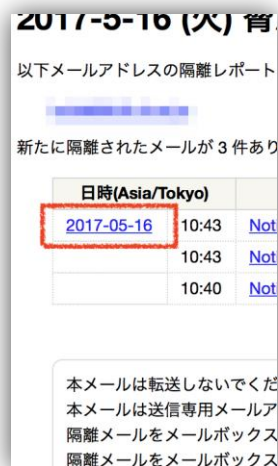 2017-5-16 (火)
以下メールアドレスの隔離レポート
新たに隔離されたメールが 3 件あり
日時(Asia/Tokyo)
2017-05-16 10:43 Noti
10:43 Noti
10:40 Noti
本メールは転送しないでくだ
本メールは送信専用メールア
隔離メールをメールボックス
隔離メールをメールボックス